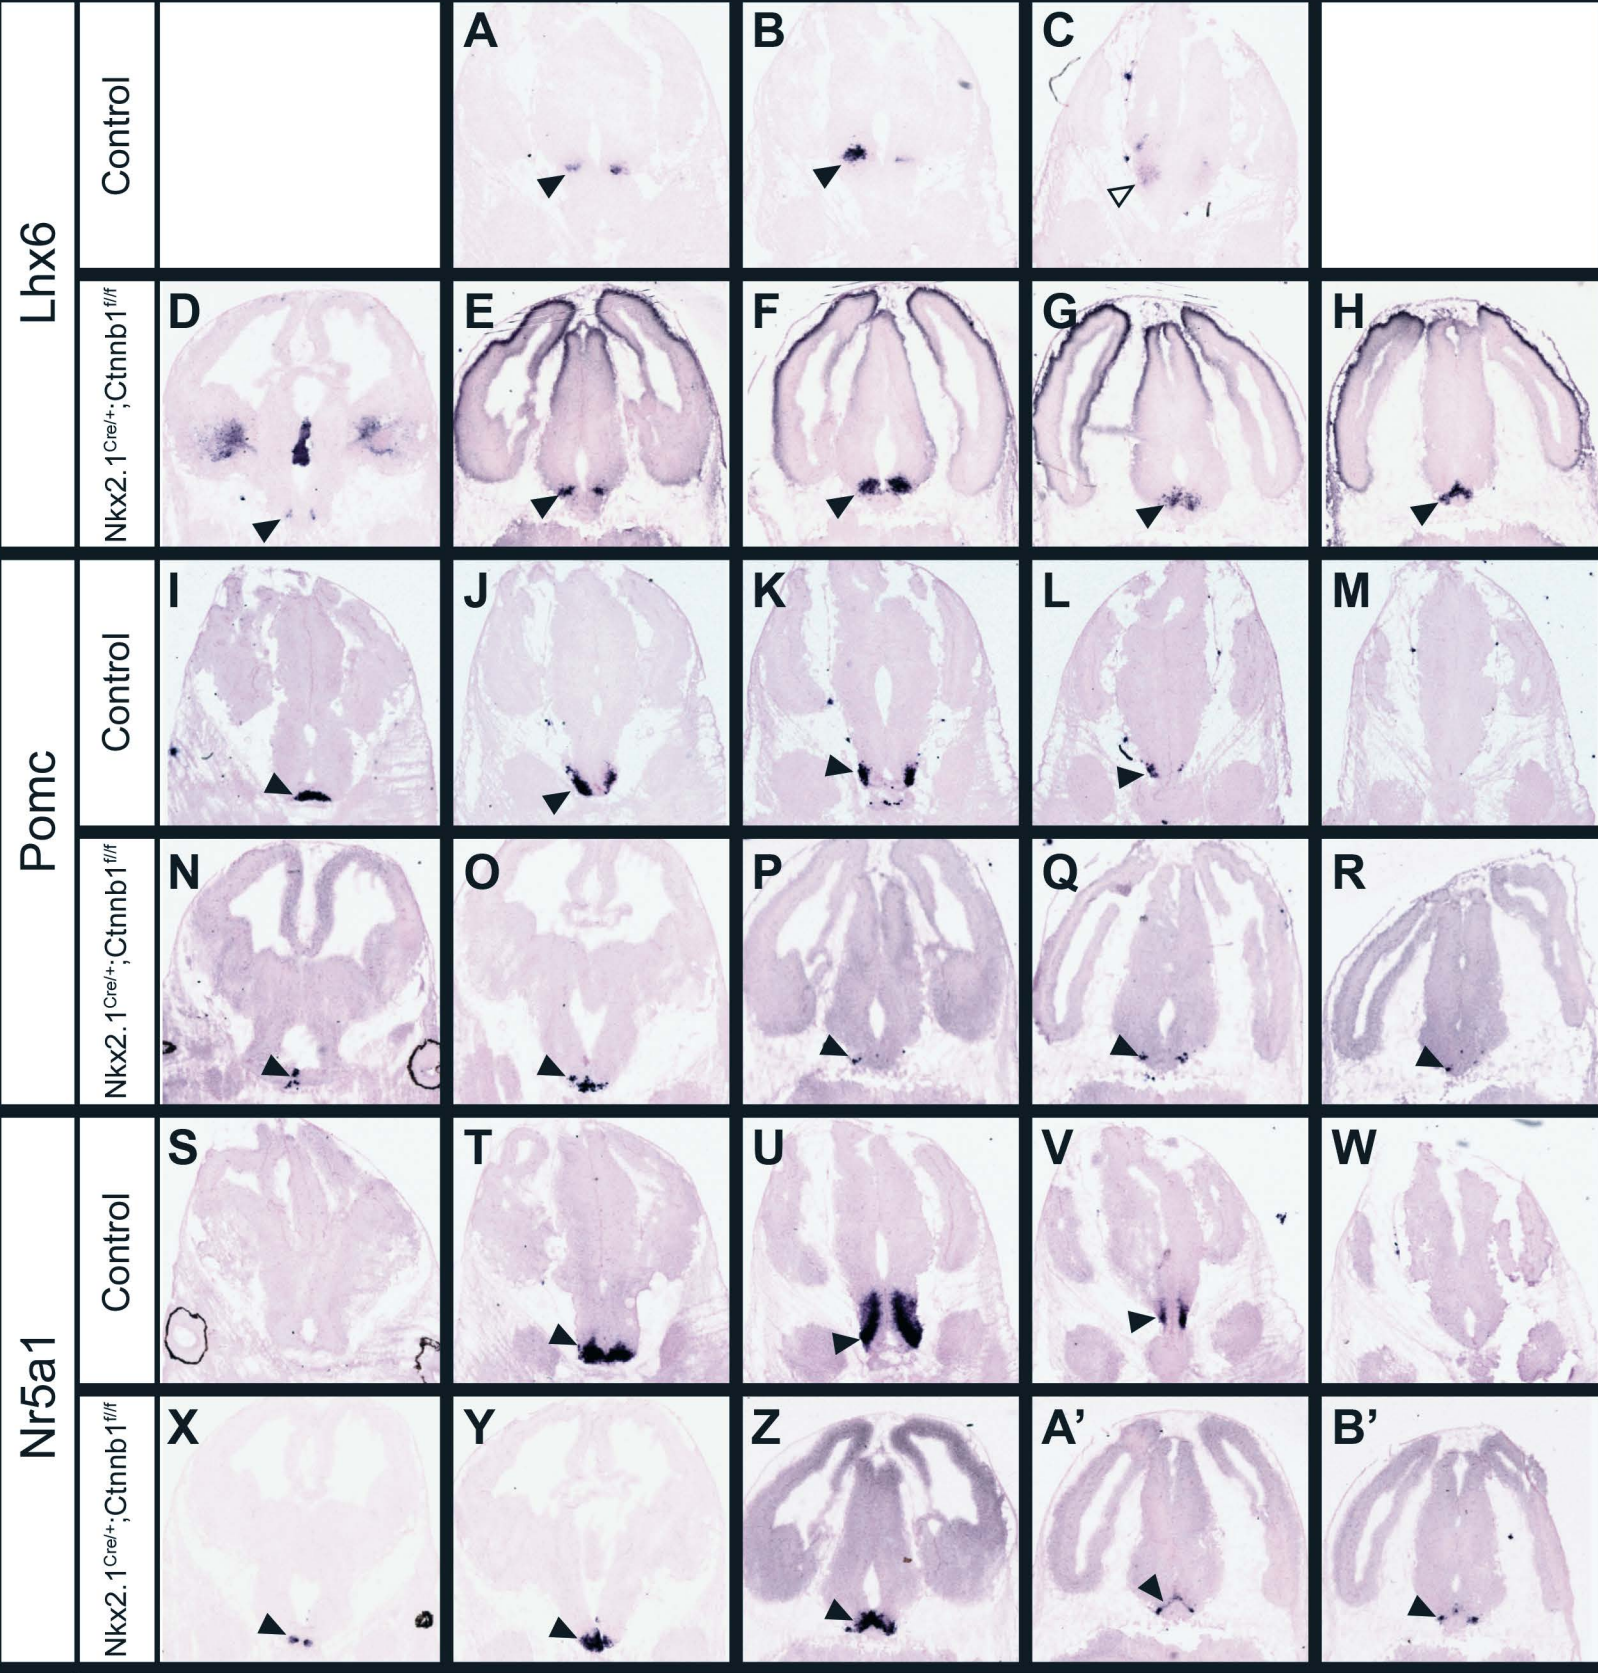 Lhx6
Control
A
B
C
Nkx2.1Cre/+;Ctnnb1f/f
D
E
F
G
H
Pomc
Control
I
J
K
L
M
Nkx2.1Cre/+;Ctnnb1f/f
N
O
P
Q
R
Nr5a1
Control
S
T
U
V
W
Nkx2.1Cre/+;Ctnnb1f/f
X
Y
Z
A’
B’